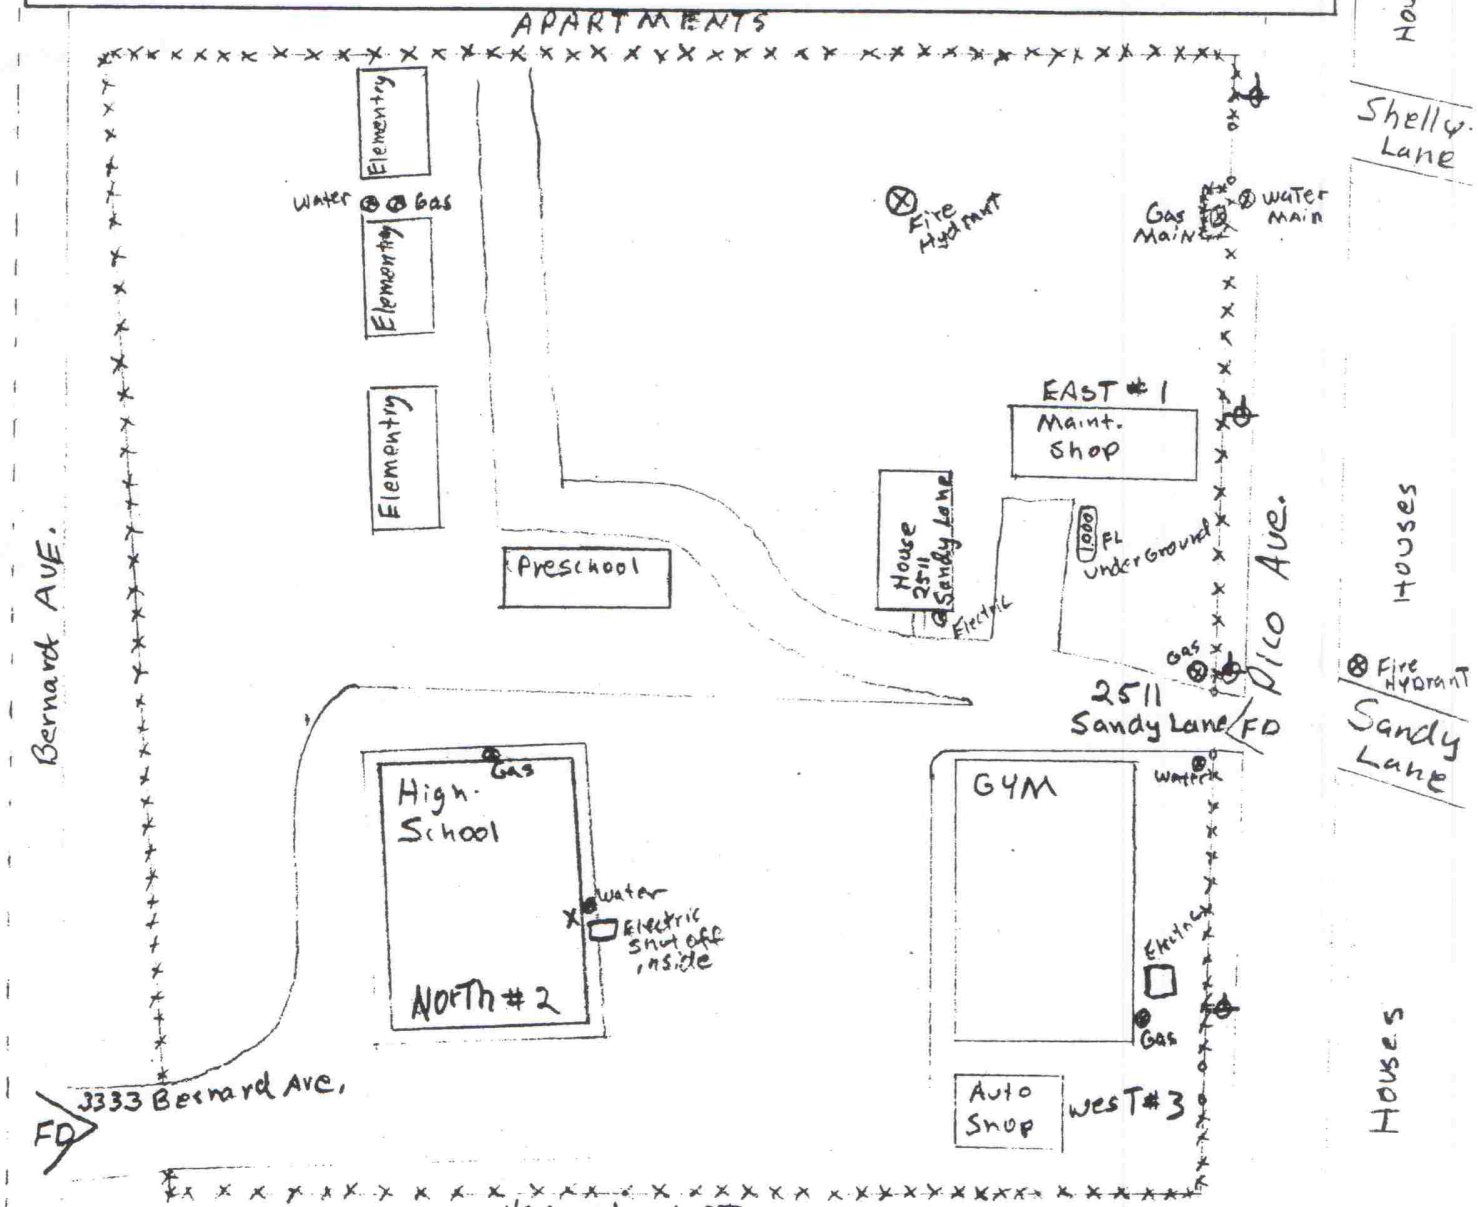 APARTMENTS
Shelly
Lane
Elementry
Water
Gas
Elementry
Elementry
Fire
Hydrant
Gas
Main
Water
Main
EAST #1
Maint.
Shop
House
2511
Sandy Lane
Electric
1000
FL
underGround
Preschool
Bernard AVE.
Pico Ave.
Houses
Fire
HYDranT
Gas
2511
Sandy Lane
FD
Sandy
Lane
Water
Gas
High-
School
North #2
Water
X
Electric
Shut off
inside
GYM
Electric
Gas
Auto
Shop
wesT#3
Houses
3333 Bernard Ave.
FD